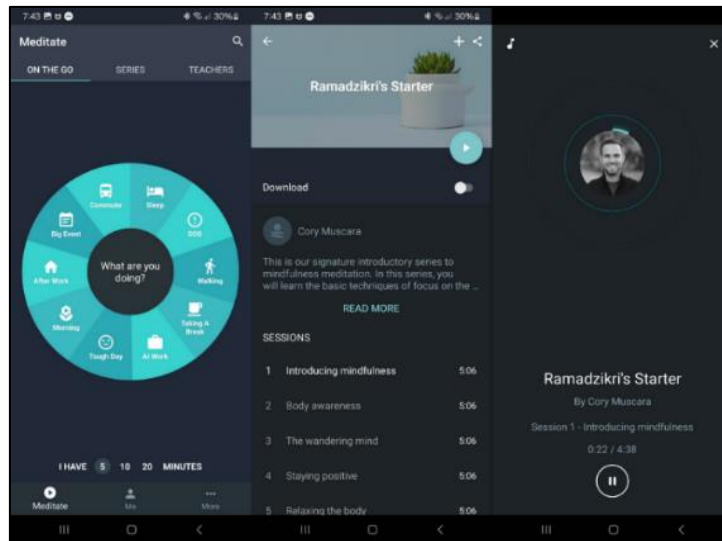 7:43
30%
Meditate
ON THE GO
SERIES
TEACHERS
Commuter
Sleep
Big Event
SOS
After Work
What are you
doing?
Walking
Morning
Taking A
Break
Tough Day
At Work
I HAVE 5 10 20 MINUTES
Meditate
Me
More
7:43
30%
Ramadzikri's Starter
Download
Cory Muscara
This is our signature introductory series to
mindfulness meditation. In this series, you
will learn the basic techniques of focus on the ...
READ MORE
SESSIONS
1 Introducing mindfulness 5:06
2 Body awareness 5:06
3 The wandering mind 5:06
4 Staying positive 5:06
5 Relaxing the body 5:06
Ramadzikri's Starter
By Cory Muscara
Session 1 - Introducing mindfulness
0:22 / 4:38